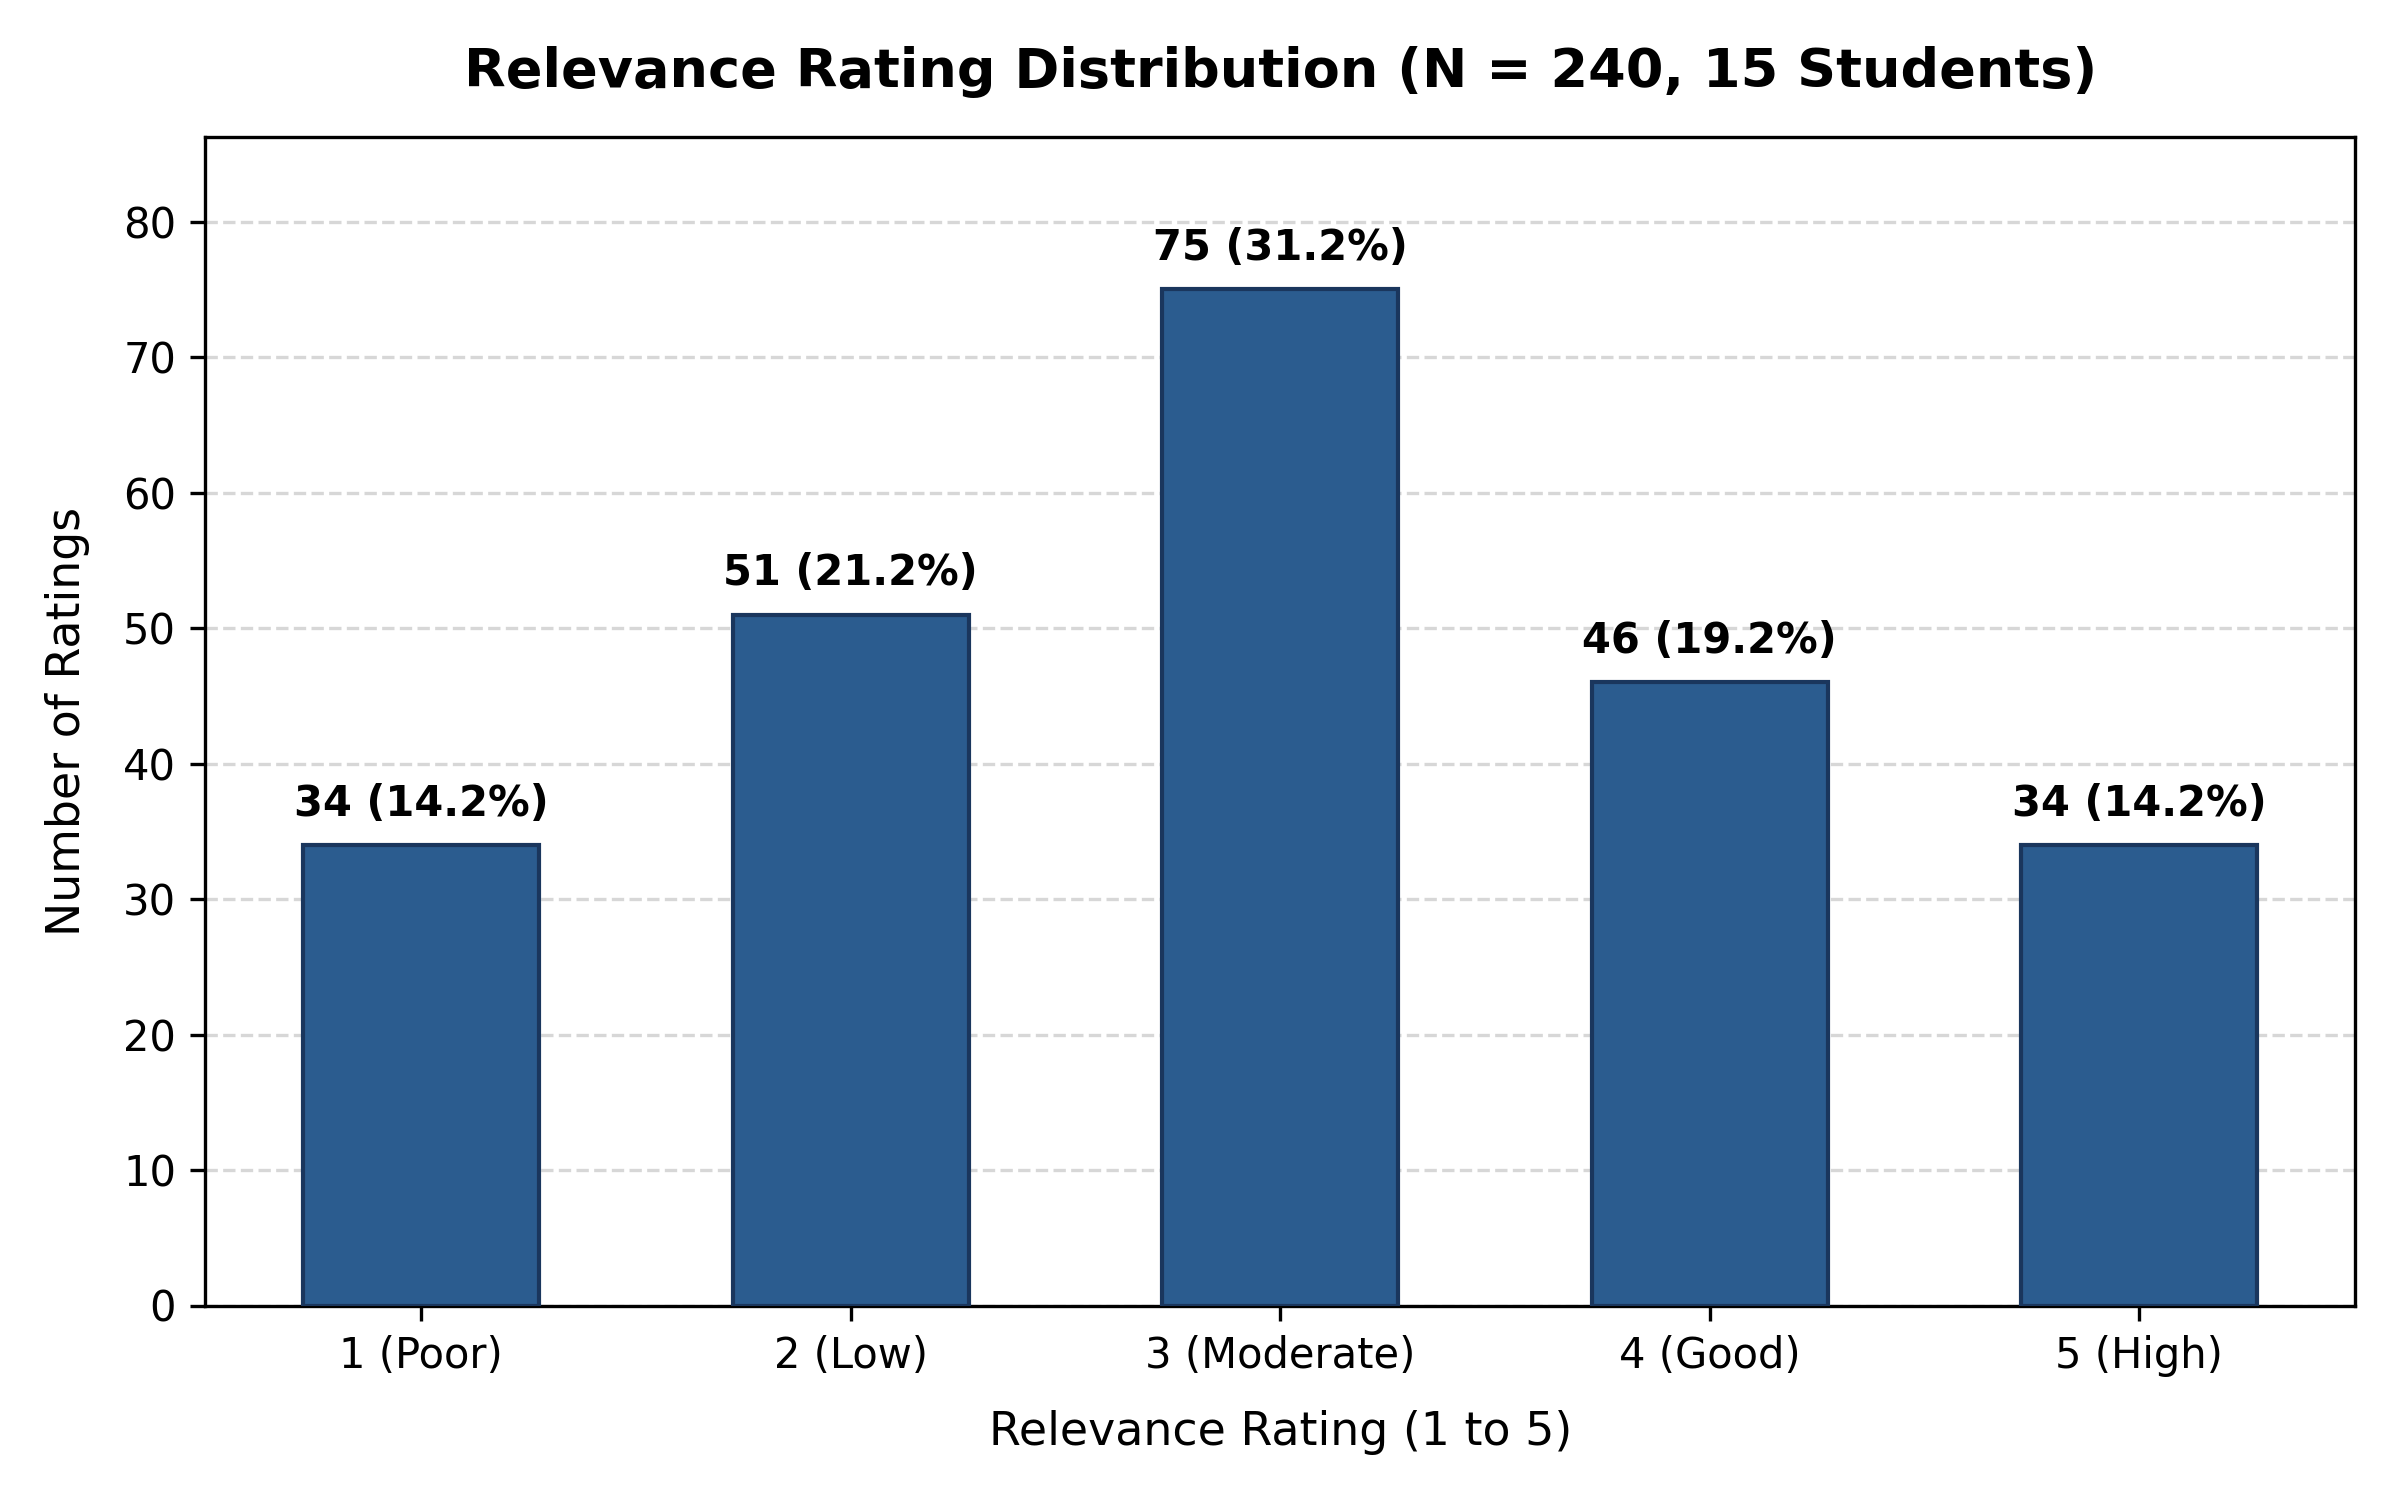 Relevance Rating Distribution (N = 240, 15 Students)
Number of Ratings
80
70
60
50
40
30
20
10
0
34 (14.2%)
51 (21.2%)
75 (31.2%)
46 (19.2%)
34 (14.2%)
1 (Poor)
2 (Low)
3 (Moderate)
4 (Good)
5 (High)
Relevance Rating (1 to 5)